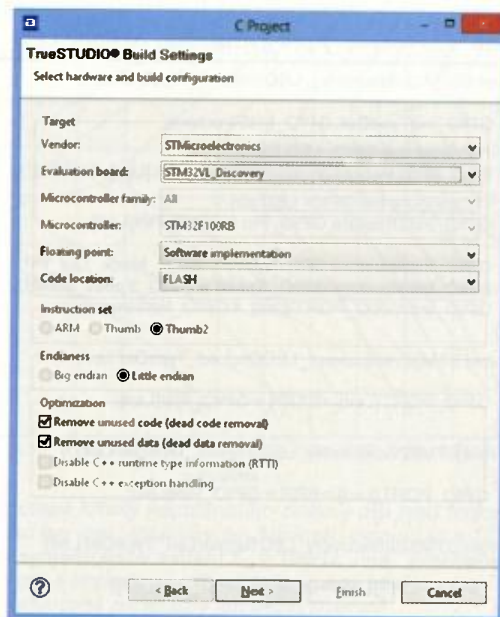 C Project
TrueSTUDIO® Build Settings
Select hardware and build configuration
Target
Vendor: STMicroelectronics
Evaluation board: STM32VL_Discovery
Microcontroller family: All
Microcontroller: STM32F100RB
Floating point: Software implementation
Code location: FLASH
Instruction set
ARM Thumb Thumb2
Endianess
Big endian Little endian
Optimization
Remove unused code (dead code removal)
Remove unused data (dead data removal)
Disable C++ runtime type information (RTTI)
Disable C++ exception handling
? < Back Next > Finish Cancel